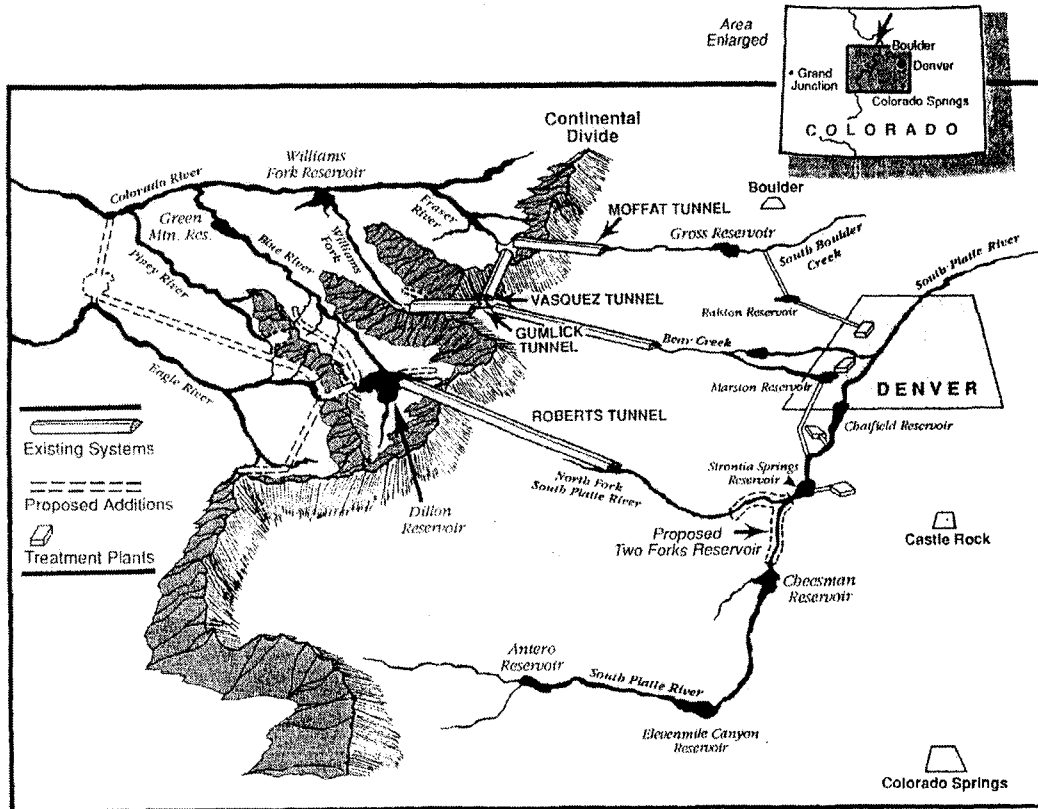 Area
Enlarged
Boulder
Denver
Grand
Junction
Colorado Springs
COLORADO
Continental
Divide
Williams
Fork Reservoir
Colorado River
Green
Mtn. Res.
Blue River
Williams
Fork
Fraser
River
Piney River
Eagle River
Boulder
MOFFAT TUNNEL
Gross Reservoir
South Boulder
Creek
South Platte River
VASQUEZ TUNNEL
GUMLICK
TUNNEL
Ralston Reservoir
Bear Creek
Marston Reservoir
DENVER
Chatfield Reservoir
ROBERTS TUNNEL
Strontia Springs
Reservoir
North Fork
South Platte River
Dillon
Reservoir
Existing Systems
Proposed Additions
Treatment Plants
Proposed
Two Forks Reservoir
Castle Rock
Cheesman
Reservoir
Antero
Reservoir
South Platte River
Elevenmile Canyon
Reservoir
Colorado Springs